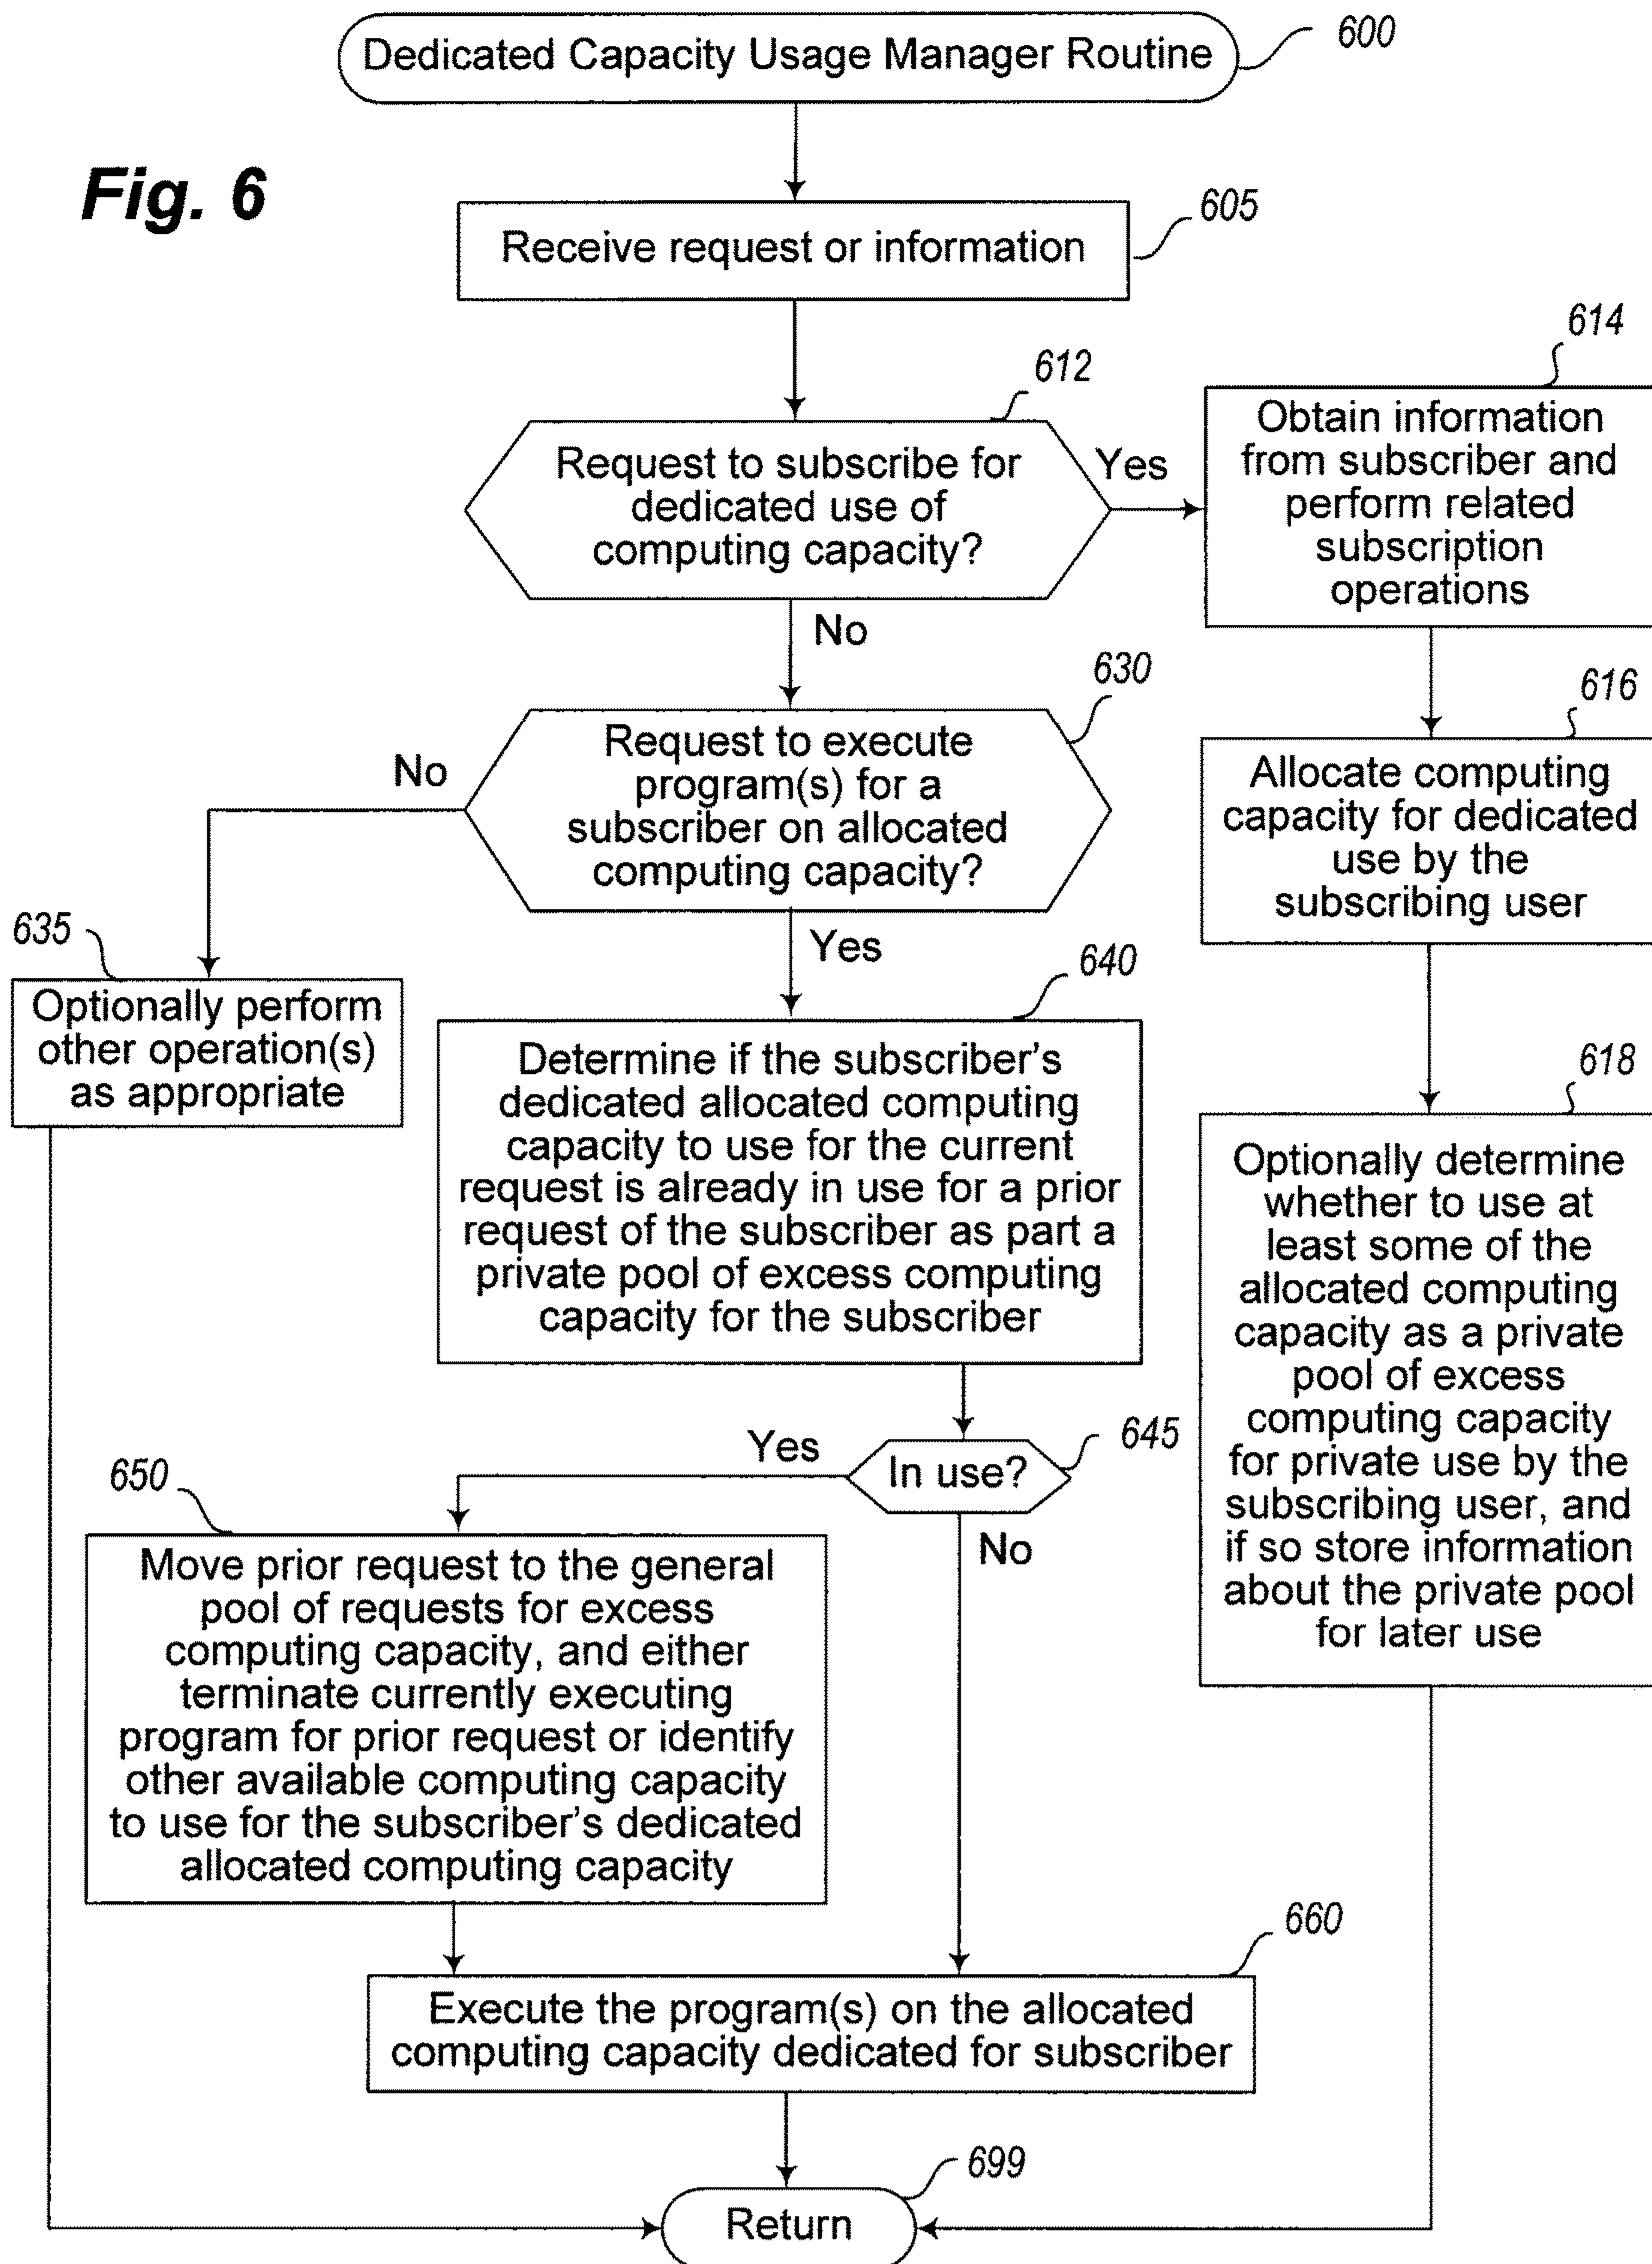 Dedicated Capacity Usage Manager Routine
600
Fig. 6
605
Receive request or information
612
614
Request to subscribe for
dedicated use of
computing capacity?
Yes
No
Obtain information
from subscriber and
perform related
subscription
operations
630
616
Request to execute
program(s) for a
subscriber on allocated
computing capacity?
No
Yes
Allocate computing
capacity for dedicated
use by the
subscribing user
635
Optionally perform
other operation(s)
as appropriate
640
Determine if the subscriber's
dedicated allocated computing
capacity to use for the current
request is already in use for a prior
request of the subscriber as part a
private pool of excess computing
capacity for the subscriber
618
Optionally determine
whether to use at
least some of the
allocated computing
capacity as a private
pool of excess
computing capacity
for private use by the
subscribing user, and
if so store information
about the private pool
for later use
645
In use?
Yes
No
650
Move prior request to the general
pool of requests for excess
computing capacity, and either
terminate currently executing
program for prior request or identify
other available computing capacity
to use for the subscriber's dedicated
allocated computing capacity
660
Execute the program(s) on the allocated
computing capacity dedicated for subscriber
699
Return